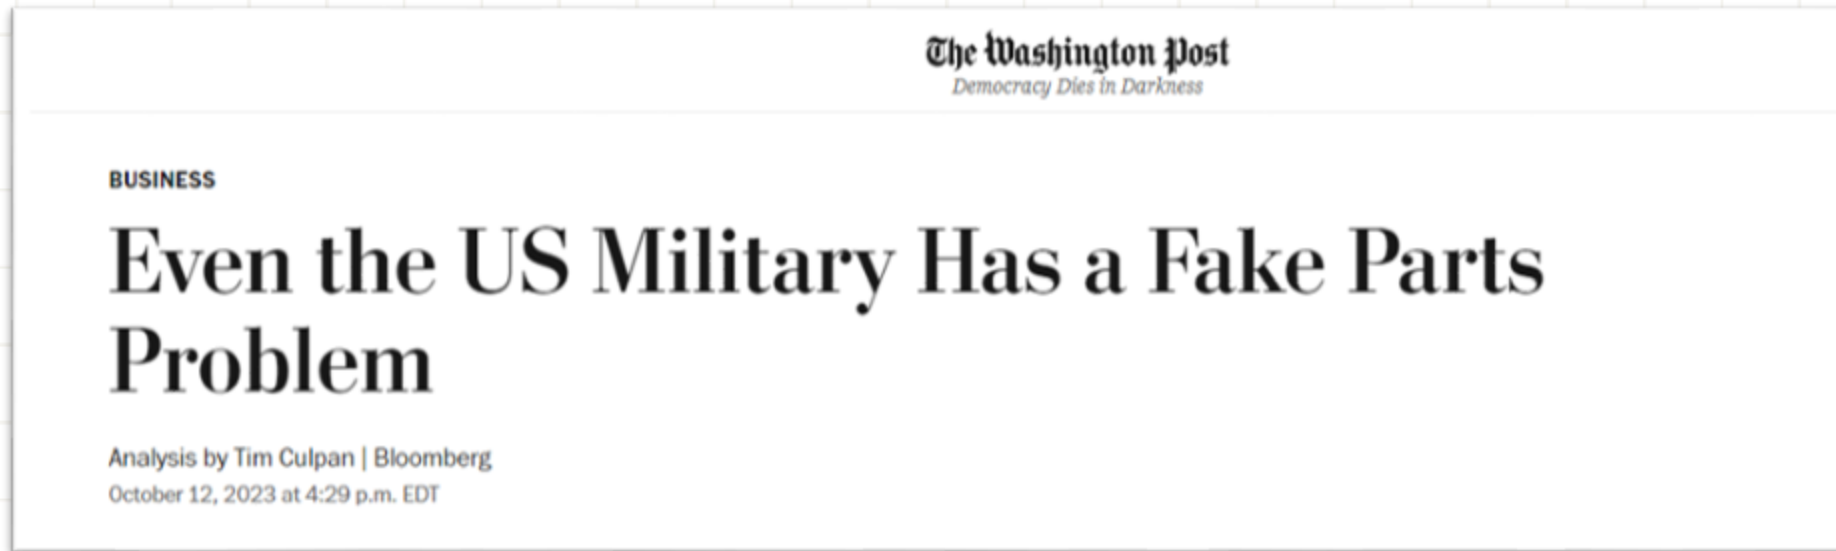 The Washington Post
Democracy Dies in Darkness
BUSINESS
Even the US Military Has a Fake Parts
Problem
Analysis by Tim Culpan | Bloomberg
October 12, 2023 at 4:29 p.m. EDT